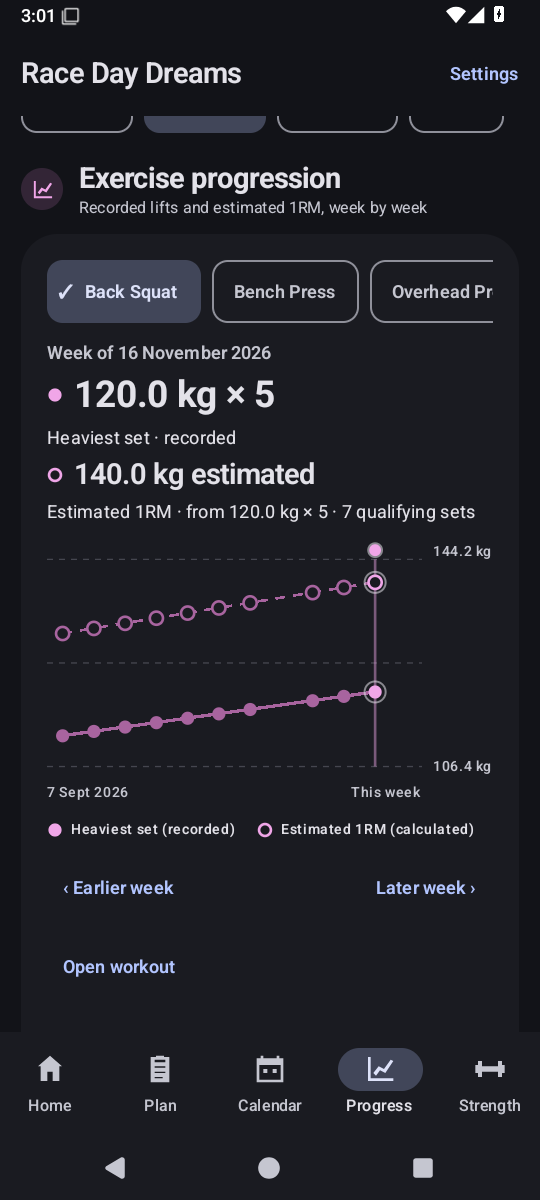 3:01
Race Day Dreams
Settings
Exercise progression
Recorded lifts and estimated 1RM, week by week
✓ Back Squat
Bench Press
Overhead Pr
Week of 16 November 2026
120.0 kg × 5
Heaviest set · recorded
140.0 kg estimated
Estimated 1RM · from 120.0 kg × 5 · 7 qualifying sets
144.2 kg
106.4 kg
7 Sept 2026
This week
Heaviest set (recorded)
Estimated 1RM (calculated)
‹ Earlier week
Later week ›
Open workout
Home
Plan
Calendar
Progress
Strength